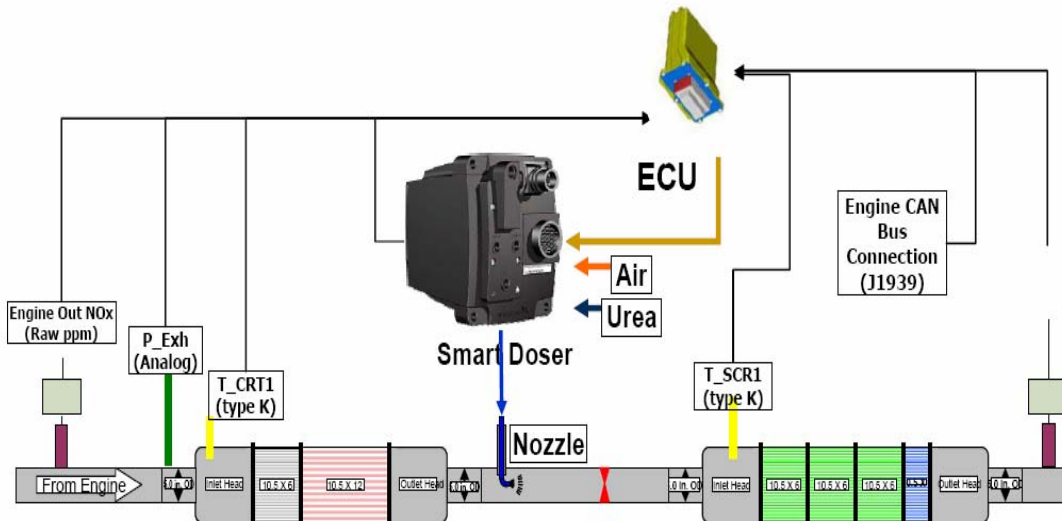 ECU
Engine CAN
Bus
Connection
(J1939)
Air
Urea
Engine Out NOx
(Raw ppm)
P_Exh
(Analog)
Smart Doser
T_CRT1
(type K)
T_SCR1
(type K)
Nozzle
From Engine
Inlet Head
10.5 X 6
10.5 X 12
Outlet Head
Inlet Head
10.5 X 6
10.5 X 6
10.5 X 6
Outlet Head